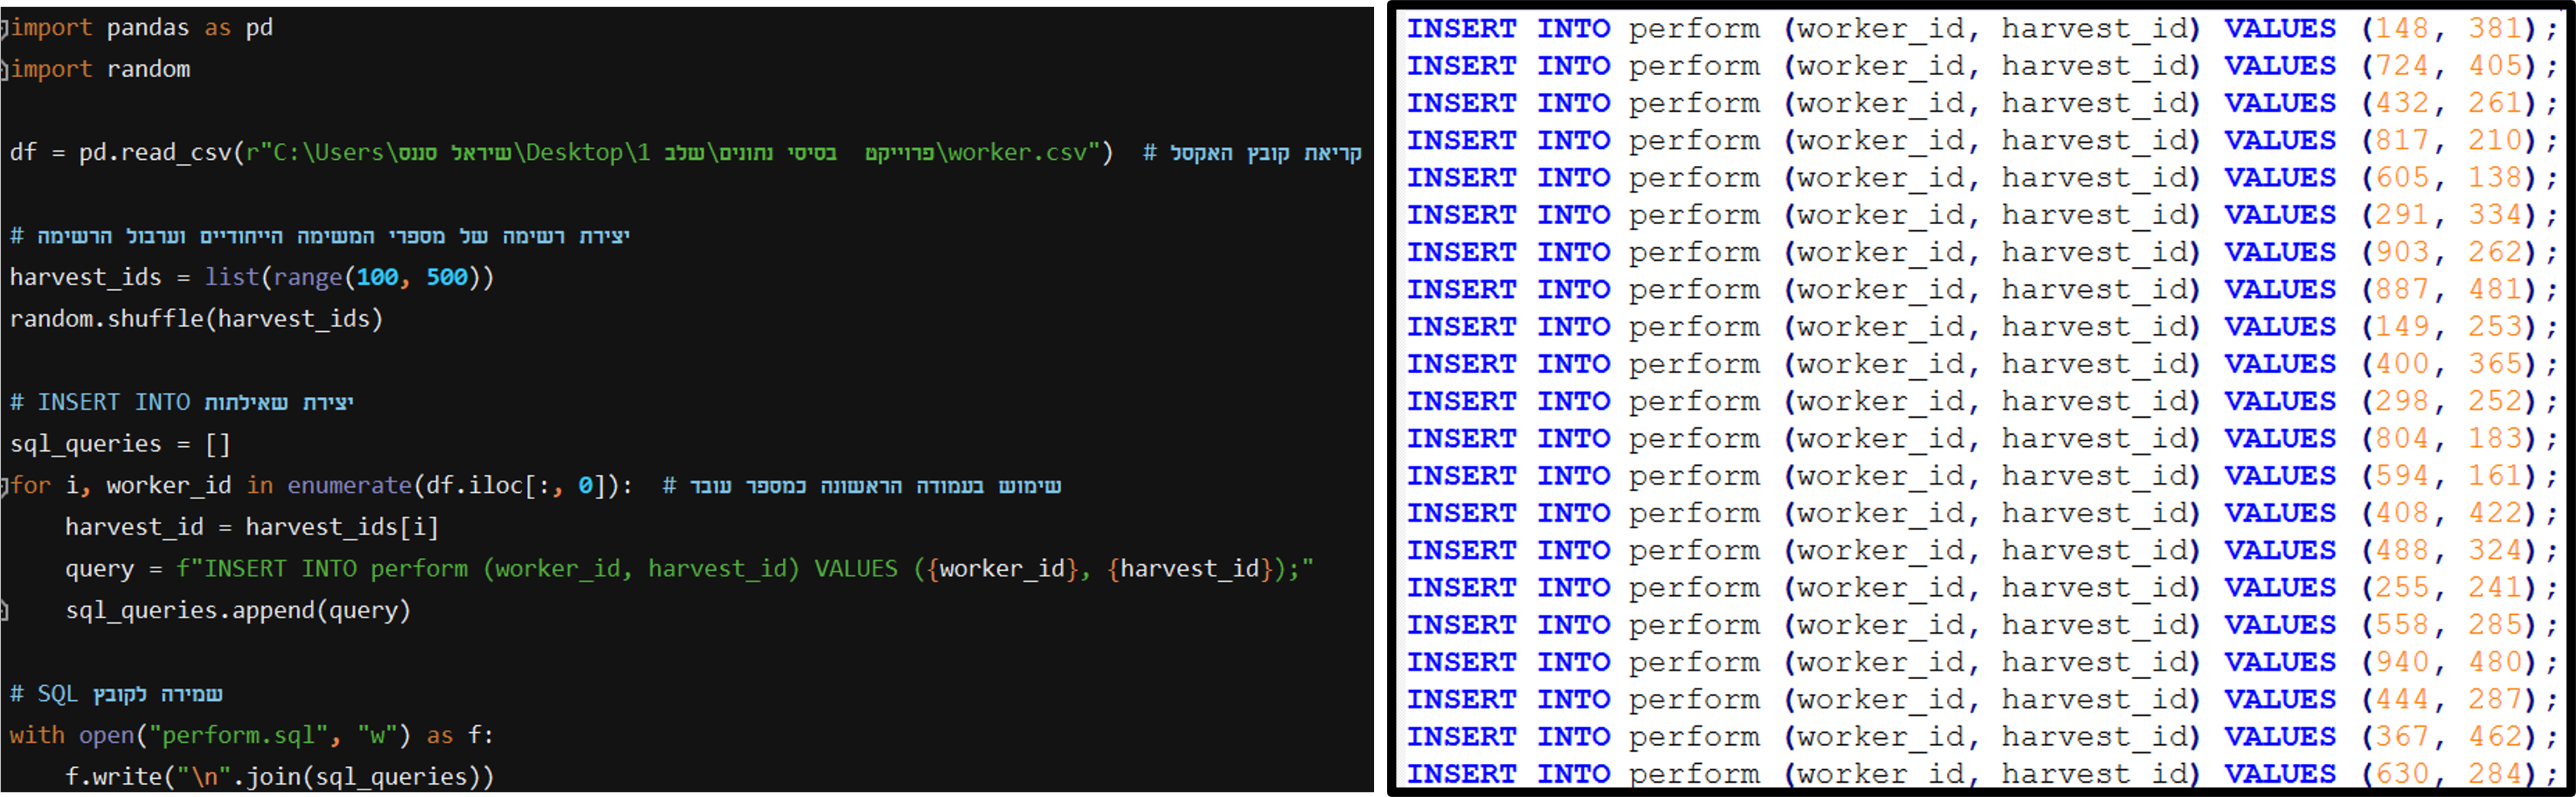 import pandas as pd
import random
df = pd.read_csv(r"C:\Users\שיראל סננס\Desktop\1 שלב\פרוייקט  בסיסי נתונים\worker.csv")  # קריאת קובץ האקסל
# יצירת רשימה של מספרי המשימה הייחודיים וערבול הרשימה
harvest_ids = list(range(100, 500))
random.shuffle(harvest_ids)
# INSERT INTO יצירת שאילתות
sql_queries = []
for i, worker_id in enumerate(df.iloc[:, 0]):  # שימוש בעמודה הראשונה כמספר עובד
    harvest_id = harvest_ids[i]
    query = f"INSERT INTO perform (worker_id, harvest_id) VALUES ({worker_id}, {harvest_id});"
    sql_queries.append(query)
# SQL שמירה לקובץ
with open("perform.sql", "w") as f:
    f.write("\n".join(sql_queries))
INSERT INTO perform (worker_id, harvest_id) VALUES (148, 381);
INSERT INTO perform (worker_id, harvest_id) VALUES (724, 405);
INSERT INTO perform (worker_id, harvest_id) VALUES (432, 261);
INSERT INTO perform (worker_id, harvest_id) VALUES (817, 210);
INSERT INTO perform (worker_id, harvest_id) VALUES (605, 138);
INSERT INTO perform (worker_id, harvest_id) VALUES (291, 334);
INSERT INTO perform (worker_id, harvest_id) VALUES (903, 262);
INSERT INTO perform (worker_id, harvest_id) VALUES (887, 481);
INSERT INTO perform (worker_id, harvest_id) VALUES (149, 253);
INSERT INTO perform (worker_id, harvest_id) VALUES (400, 365);
INSERT INTO perform (worker_id, harvest_id) VALUES (298, 252);
INSERT INTO perform (worker_id, harvest_id) VALUES (804, 183);
INSERT INTO perform (worker_id, harvest_id) VALUES (594, 161);
INSERT INTO perform (worker_id, harvest_id) VALUES (408, 422);
INSERT INTO perform (worker_id, harvest_id) VALUES (488, 324);
INSERT INTO perform (worker_id, harvest_id) VALUES (255, 241);
INSERT INTO perform (worker_id, harvest_id) VALUES (558, 285);
INSERT INTO perform (worker_id, harvest_id) VALUES (940, 480);
INSERT INTO perform (worker_id, harvest_id) VALUES (444, 287);
INSERT INTO perform (worker_id, harvest_id) VALUES (367, 462);
INSERT INTO perform (worker_id, harvest_id) VALUES (630, 284);